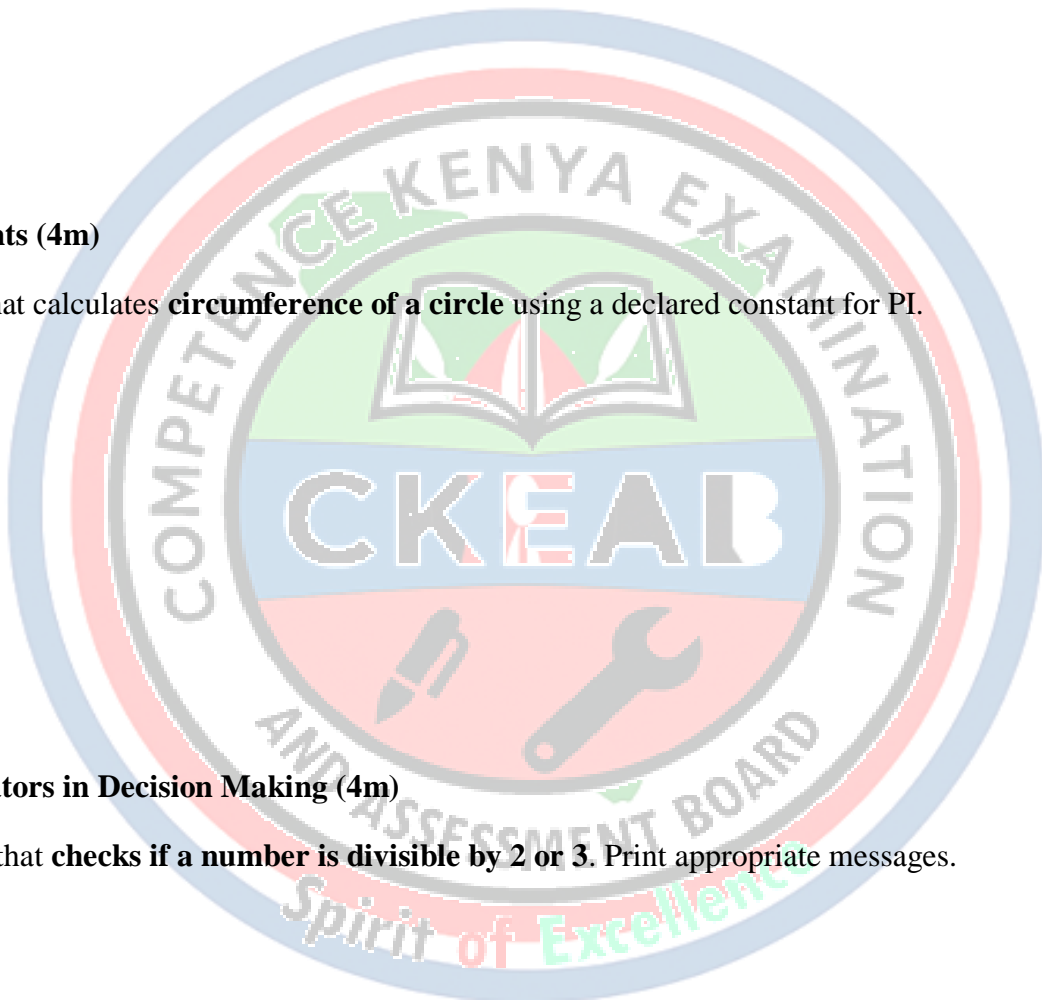 COMPETENCE KENYA EXAMINATION
nts (4m)
hat calculates circumference of a circle using a declared constant for PI.
CKEAB
ators in Decision Making (4m)
AND ASSESSMENT BOARD
that checks if a number is divisible by 2 or 3. Print appropriate messages.
Spirit of Excellence